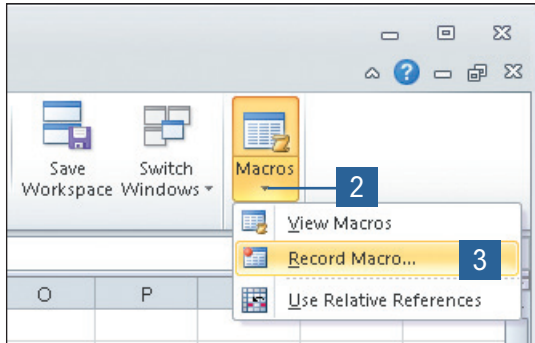 ?
Save Workspace
Switch Windows
Macros
2
View Macros
Record Macro...
3
Use Relative References
O P